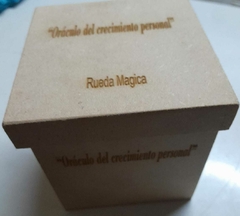 "Oráculo del crecimiento personal"
Rueda Magica
"Oráculo del crecimiento personal"